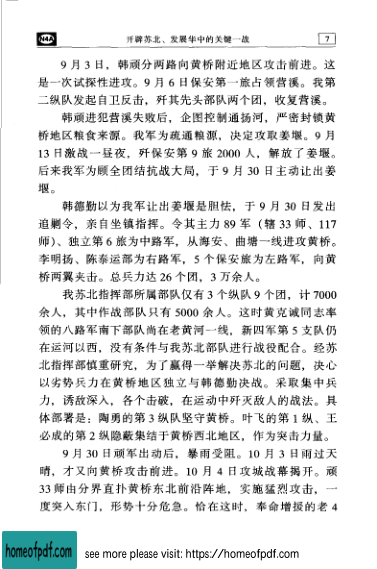 N4A 开辟苏北、发展华中的关键一战 7
9月3日，韩顽分两路向黄桥附近地区攻击前进。这
是一次试探性进攻。9月6日保安第一旅占领营溪。我第
二纵队发起自卫反击，歼其先头部队两个团，收复营溪。
韩顽进犯营溪失败后，企图控制通扬河，严密封锁黄
桥地区粮食来源。我军为疏通粮源，决定攻取姜堰。9月
13日激战一昼夜，歼保安第9旅2000人，解放了姜堰。
后来我军为顾全团结抗战大局，于9月30日主动让出姜
堰。
韩德勤以为我军让出姜堰是胆怯，于9月30日发出
追剿令，亲自坐镇指挥。令其主力89军（辖33师、117
师）、独立第6旅为中路军，从海安、曲塘一线进攻黄桥。
李明扬、陈泰运部为右路军，5个保安旅为左路军，向黄
桥两翼夹击。总兵力达26个团，3万余人。
我苏北指挥部所属部队仅有3个纵队9个团，计7000
余人，其中作战部队只有5000余人。这时黄克诚同志率
领的八路军南下部队尚在老黄河一线，新四军第5支队仍
在运河以西，没有条件与我苏北部队进行战役配合。经苏
北指挥部慎重研究，为了赢得一举解决苏北的问题，决心
以劣势兵力在黄桥地区独立与韩德勤决战。采取集中兵
力，诱敌深入，各个击破，在运动中歼灭敌人的战法。具
体部署是：陶勇的第3纵队坚守黄桥。叶飞的第1纵、王
必成的第2纵隐蔽集结于黄桥西北地区，作为突击力量。
9月30日顽军出动后，暴雨受阻。10月3日雨过天
晴，才又向黄桥攻击前进。10月4日攻城战幕揭开。顽
33师由分界直扑黄桥东北前沿阵地，实施猛烈攻击，一
度突入东门，形势十分危急。恰在这时，奉命增援的老4
homeofpdf.com see more please visit: https://homeofpdf.com